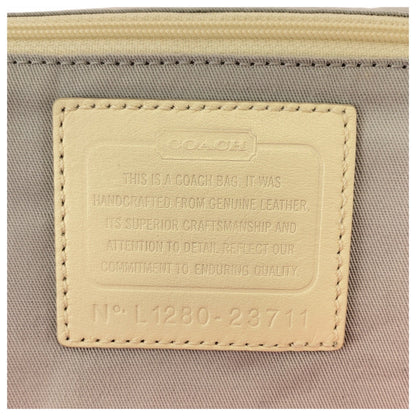 COACH
THIS IS A COACH BAG. IT WAS
HANDCRAFTED FROM GENUINE LEATHER.
ITS SUPERIOR CRAFTSMANSHIP AND
ATTENTION TO DETAIL REFLECT OUR
COMMITMENT TO ENDURING QUALITY.
Nº· L1280-23711